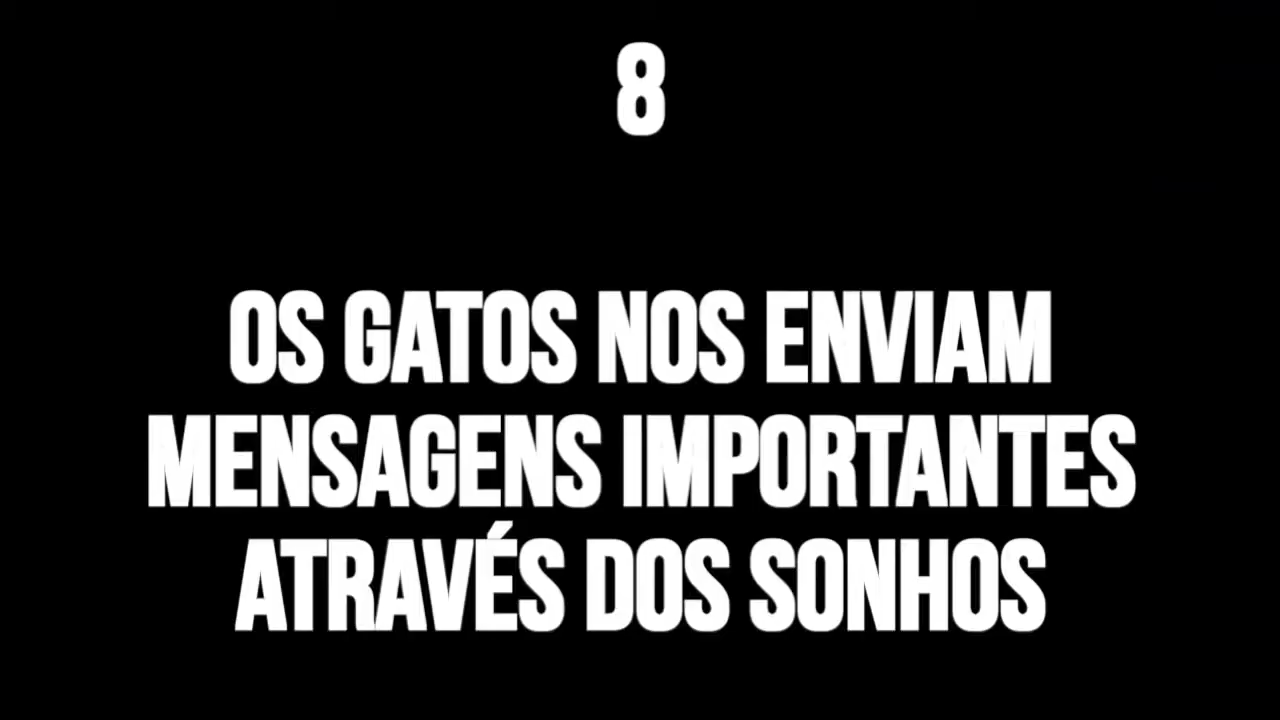 8
OS GATOS NOS ENVIAM
MENSAGENS IMPORTANTES
ATRAVÉS DOS SONHOS